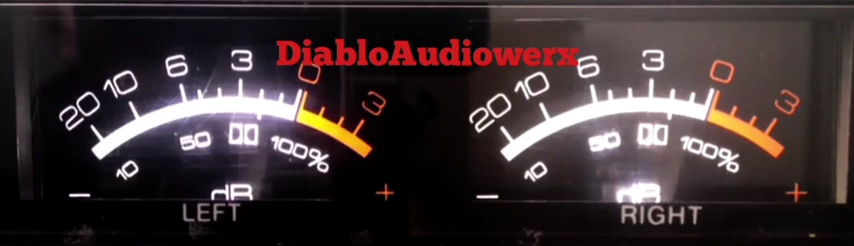 DiabloAudiowerx
20 10 6 3 0 3
10 50 100%
- dB +
LEFT
20 10 6 3 0 3
10 50 100%
- dB +
RIGHT